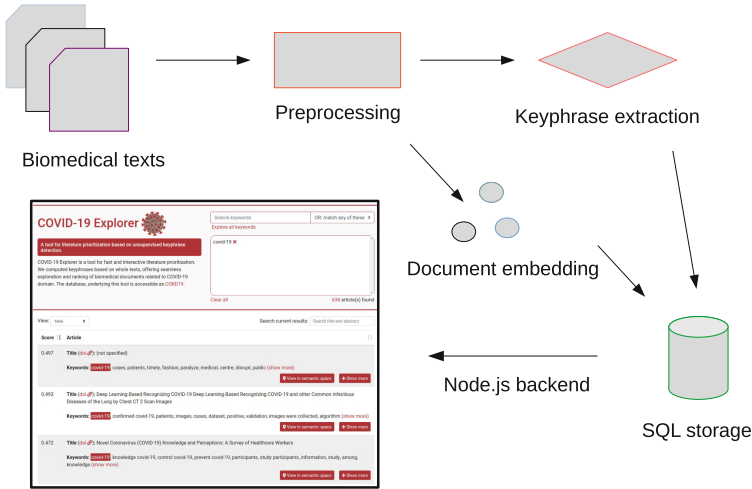 Preprocessing
Keyphrase extraction
Biomedical texts
COVID-19 Explorer
A tool for literature prioritization based on unsupervised keyphrase
detection.
COVID-19 Explorer is a tool for fast and interactive literature prioritization.
We computed keyphrases based on whole texts, offering seamless
exploration and ranking of biomedical documents related to COVID-19
domain. The database, underlying this tool is accessible as CORD19.
Search keywords
OR: match any of these
Explore all keywords
covid-19 ×
Clear all
634 article(s) found
View: Table
Search current results: Search title and abstract
Score Article
0.497 Title (doi): (not specified)
Keywords: covid-19 cases, patients, timely, fashion, paralyze, medical, centre, disrupt, public (show more)
View in semantic space + Show more
0.493 Title (doi): Deep Learning-Based Recognizing COVID-19 Deep Learning-Based Recognizing COVID-19 and other Common Infectious
Diseases of the Lung by Chest CT 2 Scan Images
Keywords: covid-19 confirmed covid-19, patients, images, cases, dataset, positive, validation, images were collected, algorithm (show more)
View in semantic space + Show more
0.472 Title (doi): Novel Coronavirus (COVID-19) Knowledge and Perceptions: A Survey of Healthcare Workers
Keywords: covid-19 knowledge covid-19, control covid-19, prevent covid-19, participants, study participants, information, study, among,
knowledge (show more)
View in semantic space + Show more
Document embedding
Node.js backend
SQL storage